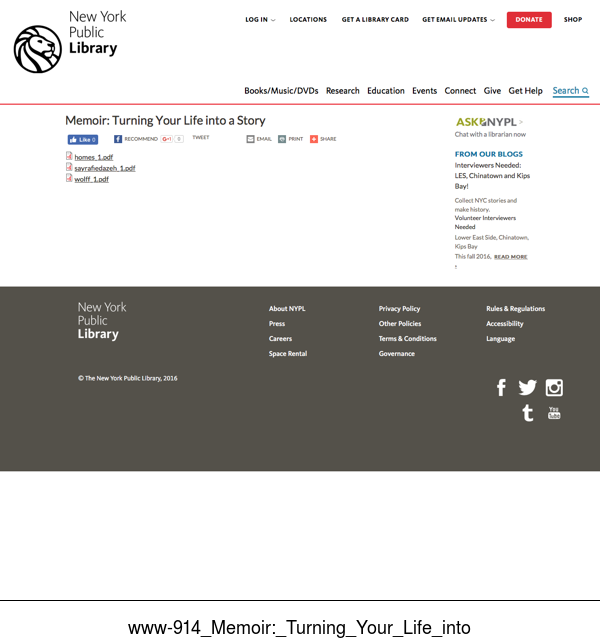 New York
Public
Library
LOG IN
LOCATIONS
GET A LIBRARY CARD
GET EMAIL UPDATES
DONATE
SHOP
Books/Music/DVDs Research Education Events Connect Give Get Help Search
Memoir: Turning Your Life into a Story
Like 0
RECOMMEND
G+1 0
TWEET
EMAIL
PRINT
SHARE
homes_1.pdf
sayrafiedazeh_1.pdf
wolff_1.pdf
ASK NYPL >
Chat with a librarian now
FROM OUR BLOGS
Interviewers Needed:
LES, Chinatown and Kips
Bay!
Collect NYC stories and
make history.
Volunteer Interviewers
Needed
Lower East Side, Chinatown,
Kips Bay
This fall 2016, READ MORE
New York
Public
Library
About NYPL
Press
Careers
Space Rental
Privacy Policy
Other Policies
Terms & Conditions
Governance
Rules & Regulations
Accessibility
Language
© The New York Public Library, 2016
You
Tube
www-914_Memoir:_Turning_Your_Life_into